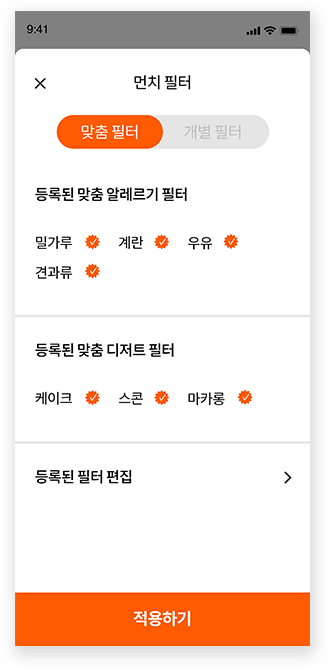 9:41
먼치 필터
맞춤 필터 개별 필터
등록된 맞춤 알레르기 필터
밀가루 계란 우유
견과류
등록된 맞춤 디저트 필터
케이크 스콘 마카롱
등록된 필터 편집
적용하기